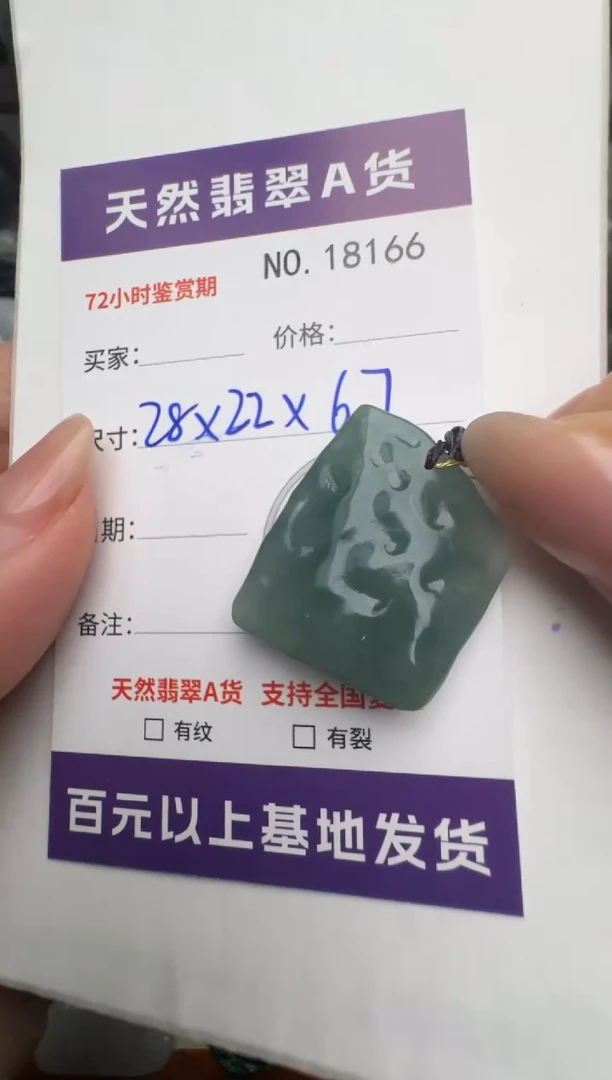 天然翡翠A货
NO. 18166
72小时鉴赏期
买家: 价格:
尺寸: 28x22x67
期:
备注:
天然翡翠A货 支持全国
有纹 有裂
百元以上基地发货